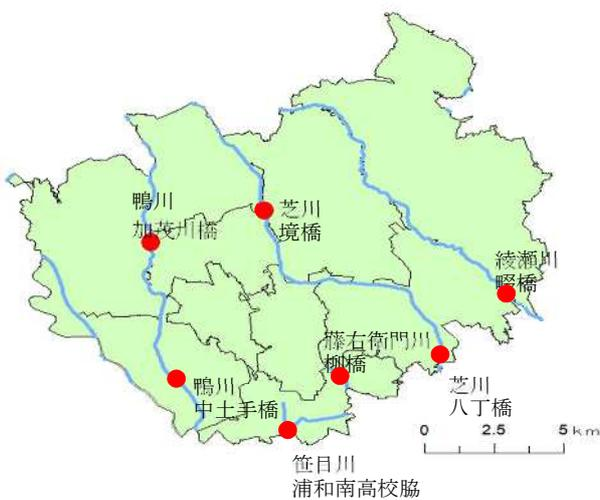 鴨川
加茂川橋
芝川
境橋
綾瀬川
畷橋
藤右衛門川
柳橋
鴨川
中土手橋
芝川
八丁橋
笹目川
浦和南高校脇
0 2.5 5 km